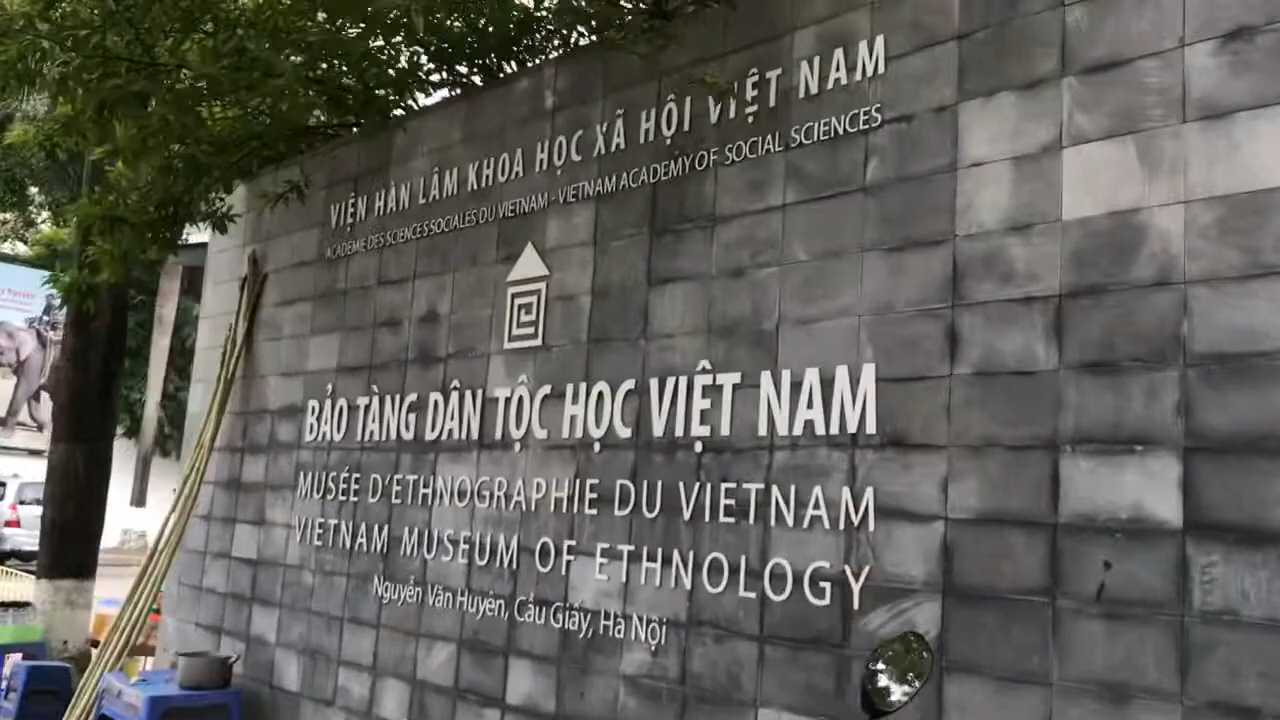 VIỆN HÀN LÂM KHOA HỌC XÃ HỘI VIỆT NAM
ACADEMIE DES SCIENCES SOCIALES DU VIETNAM - VIETNAM ACADEMY OF SOCIAL SCIENCES
BẢO TÀNG DÂN TỘC HỌC VIỆT NAM
MUSÉE D'ETHNOGRAPHIE DU VIETNAM
VIETNAM MUSEUM OF ETHNOLOGY
Nguyễn Văn Huyên, Cầu Giấy, Hà Nội